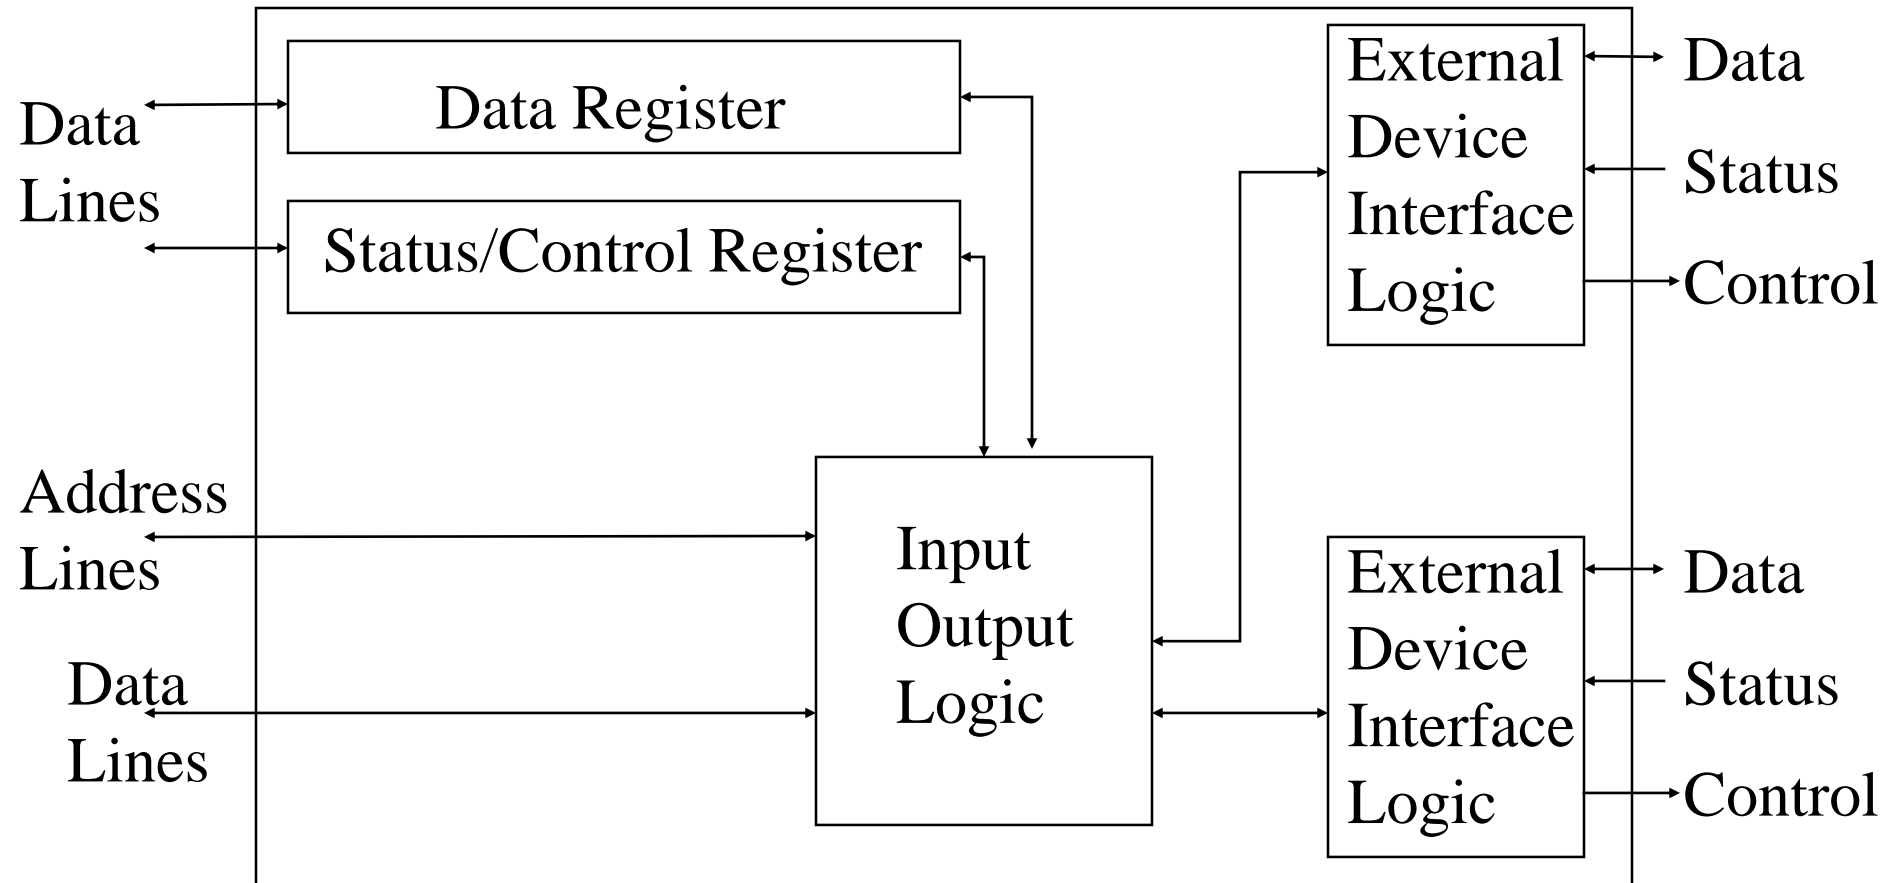 Data
Lines
Data Register
Status/Control Register
Address
Lines
Data
Lines
Input
Output
Logic
External
Device
Interface
Logic
Data
Status
Control
External
Device
Interface
Logic
Data
Status
Control